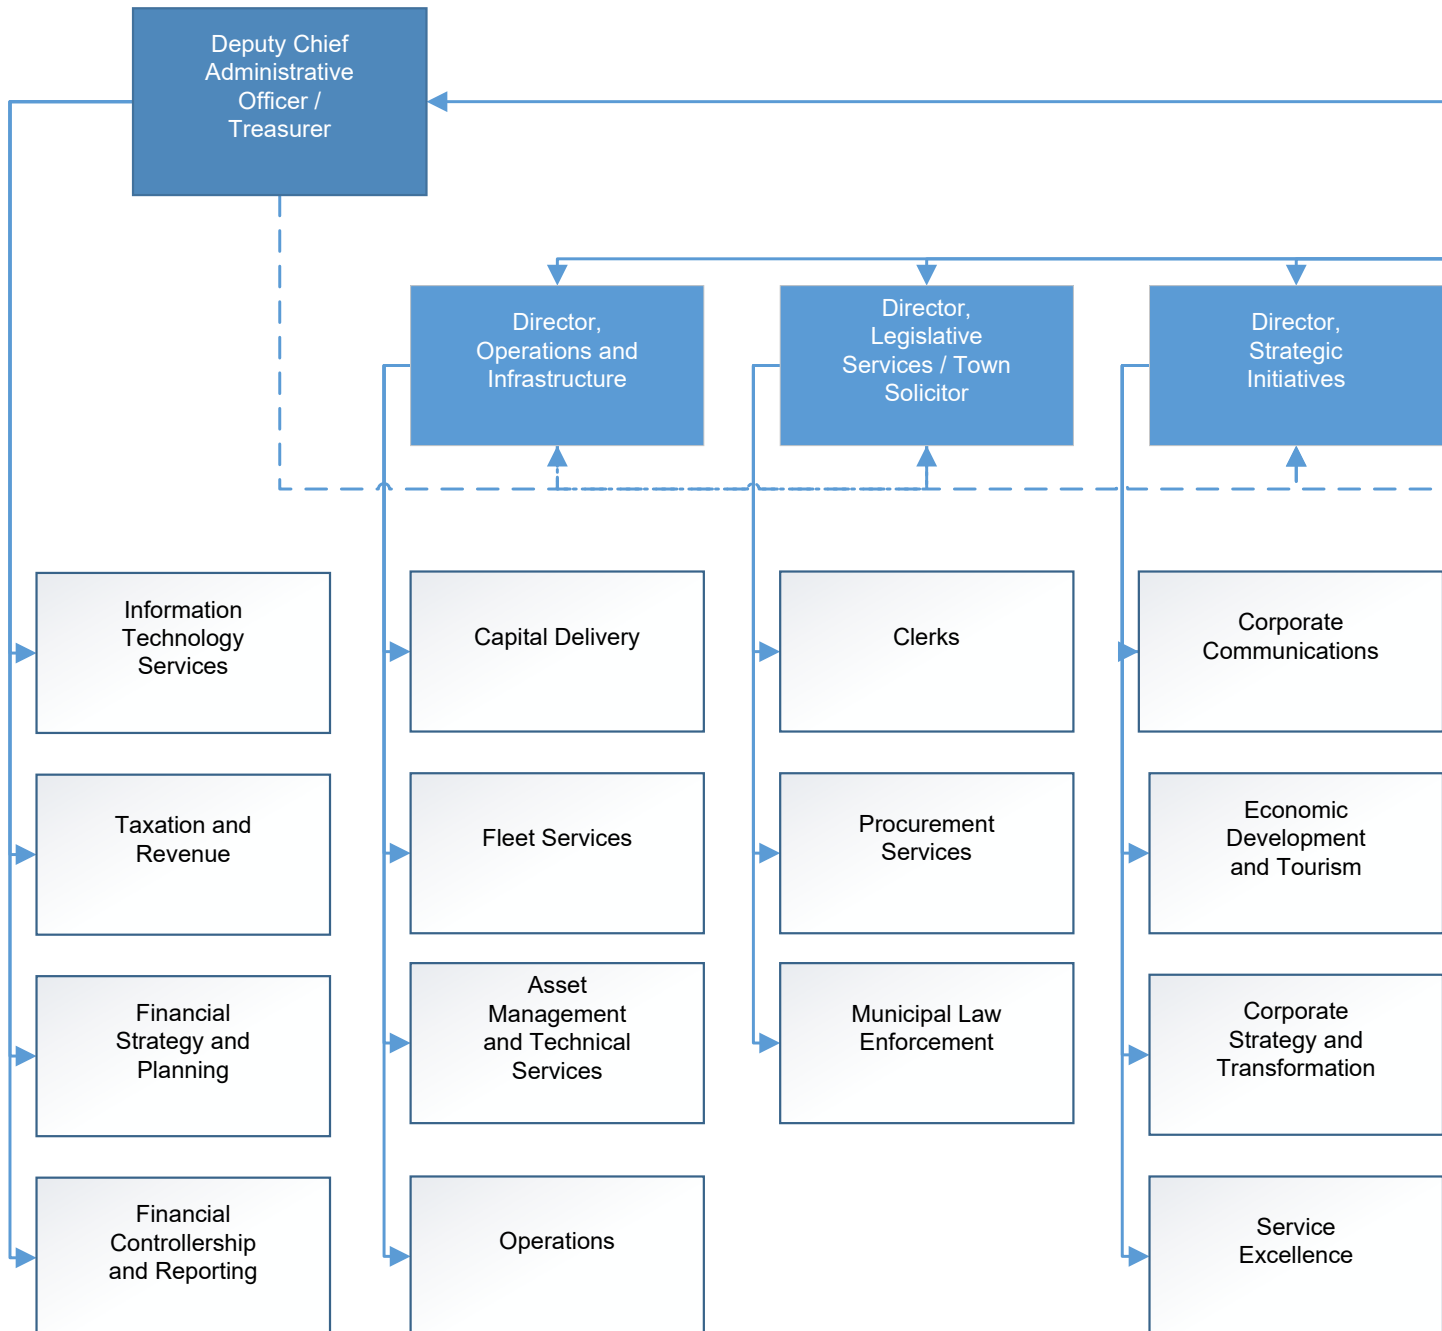 Deputy Chief
Administrative
Officer /
Treasurer
Director,
Operations and
Infrastructure
Director,
Legislative
Services / Town
Solicitor
Director,
Strategic
Initiatives
Information
Technology
Services
Capital Delivery
Clerks
Corporate
Communications
Taxation and
Revenue
Fleet Services
Procurement
Services
Economic
Development
and Tourism
Financial
Strategy and
Planning
Asset
Management
and Technical
Services
Municipal Law
Enforcement
Corporate
Strategy and
Transformation
Financial
Controllership
and Reporting
Operations
Service
Excellence